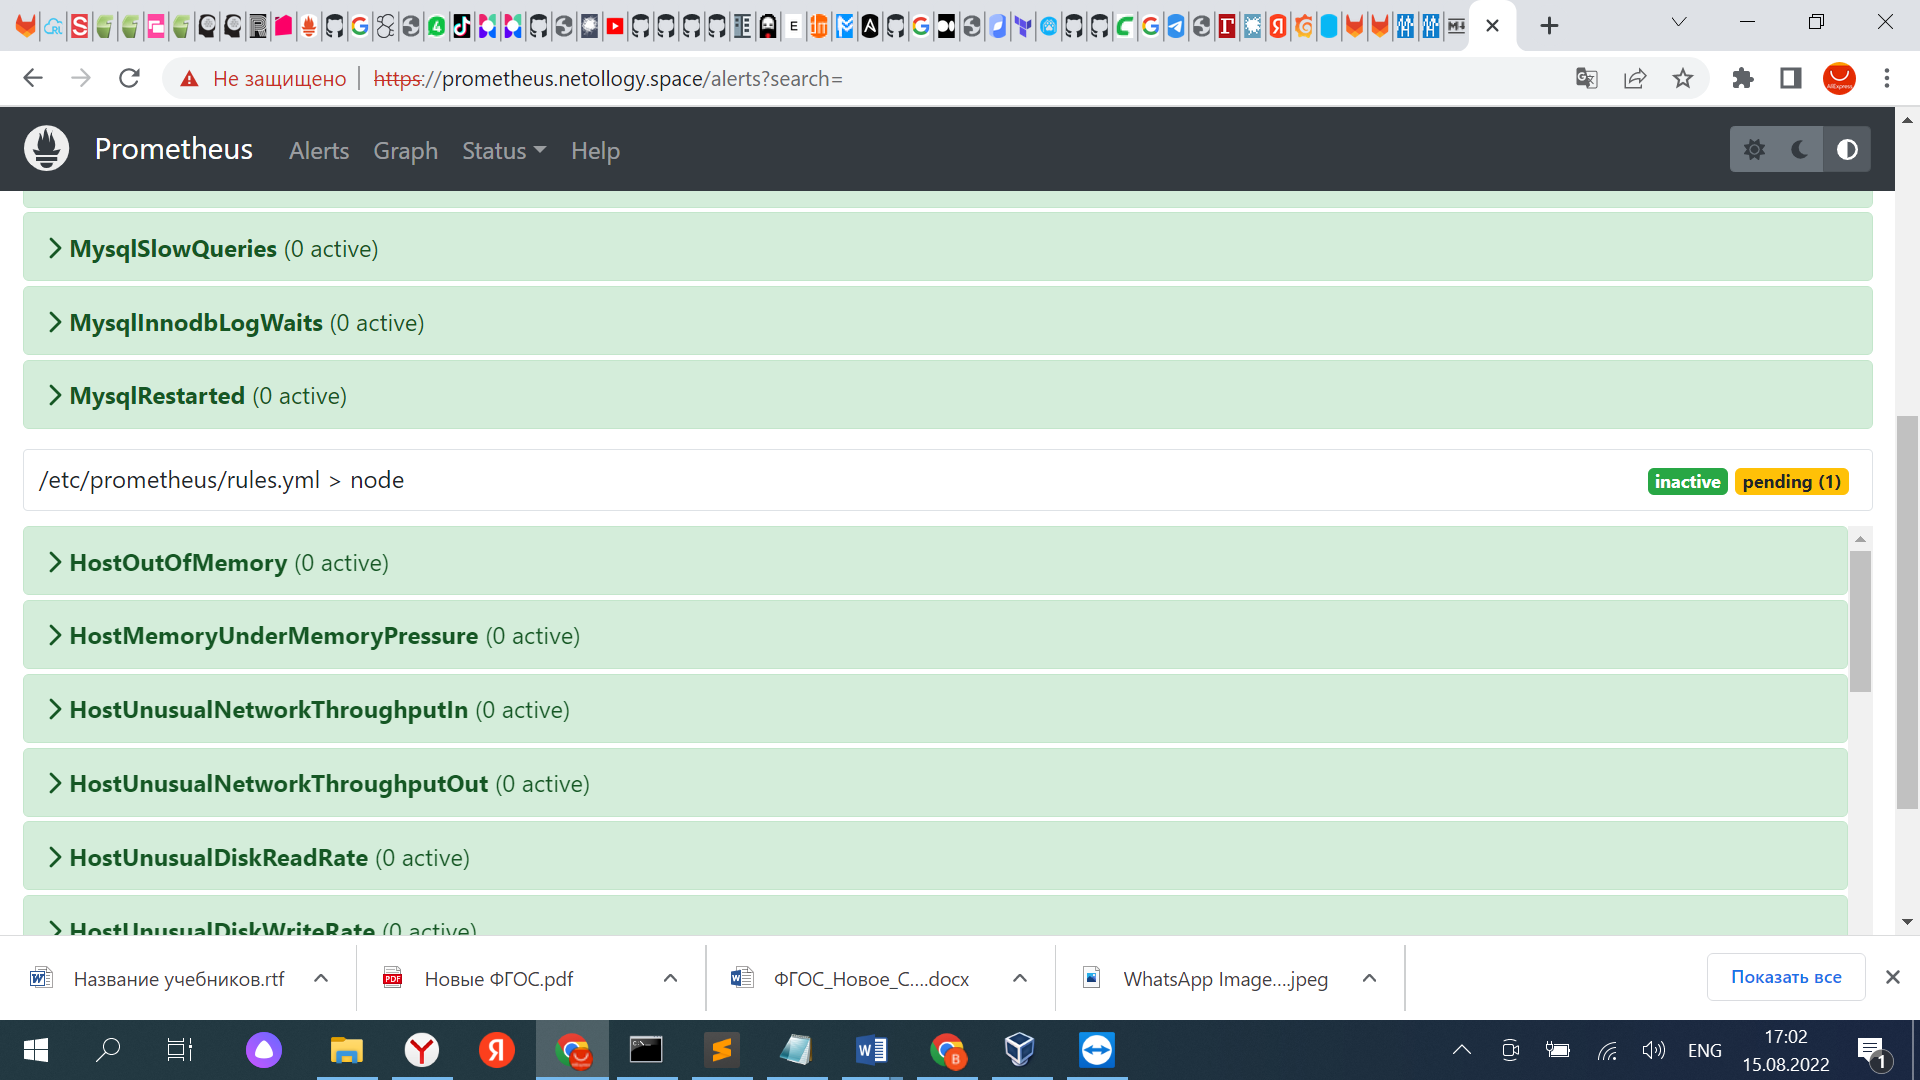 Не защищено
https://prometheus.netollogy.space/alerts?search=
Prometheus Alerts Graph Status Help
MysqlSlowQueries (0 active)
MysqlInnodbLogWaits (0 active)
MysqlRestarted (0 active)
/etc/prometheus/rules.yml > node inactive pending (1)
HostOutOfMemory (0 active)
HostMemoryUnderMemoryPressure (0 active)
HostUnusualNetworkThroughputIn (0 active)
HostUnusualNetworkThroughputOut (0 active)
HostUnusualDiskReadRate (0 active)
HostUnusualDiskWriteRate (0 active)
Название учебников.rtf
Новые ФГОС.pdf
ФГОС_Новое_С....docx
WhatsApp Image....jpeg
Показать все
ENG
17:02
15.08.2022
1